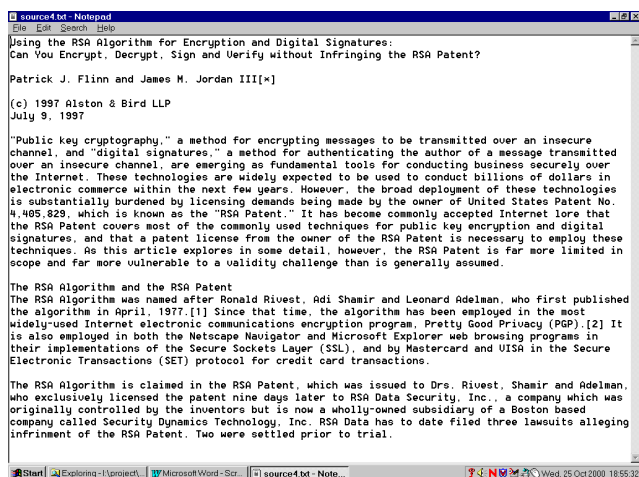 source4.txt - Notepad
File Edit Search Help
Using the RSA Algorithm for Encryption and Digital Signatures:
Can You Encrypt, Decrypt, Sign and Verify without Infringing the RSA Patent?
Patrick J. Flinn and James M. Jordan III[*]
(c) 1997 Alston & Bird LLP
July 9, 1997
"Public key cryptography," a method for encrypting messages to be transmitted over an insecure
channel, and "digital signatures," a method for authenticating the author of a message transmitted
over an insecure channel, are emerging as fundamental tools for conducting business securely over
the Internet. These technologies are widely expected to be used to conduct billions of dollars in
electronic commerce within the next few years. However, the broad deployment of these technologies
is substantially burdened by licensing demands being made by the owner of United States Patent No.
4,405,829, which is known as the "RSA Patent." It has become commonly accepted Internet lore that
the RSA Patent covers most of the commonly used techniques for public key encryption and digital
signatures, and that a patent license from the owner of the RSA Patent is necessary to employ these
techniques. As this article explores in some detail, however, the RSA Patent is far more limited in
scope and far more vulnerable to a validity challenge than is generally assumed.
The RSA Algorithm and the RSA Patent
The RSA Algorithm was named after Ronald Rivest, Adi Shamir and Leonard Adelman, who first published
the algorithm in April, 1977.[1] Since that time, the algorithm has been employed in the most
widely-used Internet electronic communications encryption program, Pretty Good Privacy (PGP).[2] It
is also employed in both the Netscape Navigator and Microsoft Explorer web browsing programs in
their implementations of the Secure Sockets Layer (SSL), and by Mastercard and VISA in the Secure
Electronic Transactions (SET) protocol for credit card transactions.
The RSA Algorithm is claimed in the RSA Patent, which was issued to Drs. Rivest, Shamir and Adelman,
who exclusively licensed the patent nine days later to RSA Data Security, Inc., a company which was
originally controlled by the inventors but is now a wholly-owned subsidiary of a Boston based
company called Security Dynamics Technology, Inc. RSA Data has to date filed three lawsuits alleging
infrinment of the RSA Patent. Two were settled prior to trial.
Start Exploring - I:\project\... Microsoft Word - Scr... source4.txt - Note... Wed, 25 Oct 2000 18:55:32